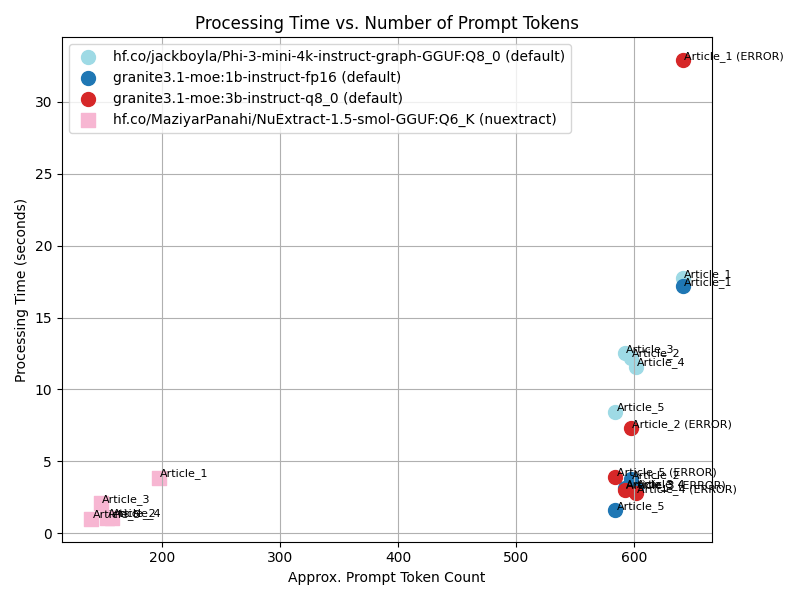 Processing Time vs. Number of Prompt Tokens
hf.co/jackboyla/Phi-3-mini-4k-instruct-graph-GGUF:Q8_0 (default)
granite3.1-moe:1b-instruct-fp16 (default)
granite3.1-moe:3b-instruct-q8_0 (default)
hf.co/MaziyarPanahi/NuExtract-1.5-smol-GGUF:Q6_K (nuextract)
Article_1 (ERROR)
Article_1
Article_1
Article_3
Article_2
Article_4
Article_5
Article_2 (ERROR)
Article_5 (ERROR)
Article_2
(ERROR)
Article_4 (ERROR)
Article_5
Article_1
Article_3
30
25
20
15
10
5
0
Processing Time (seconds)
200
300
400
500
600
Approx. Prompt Token Count